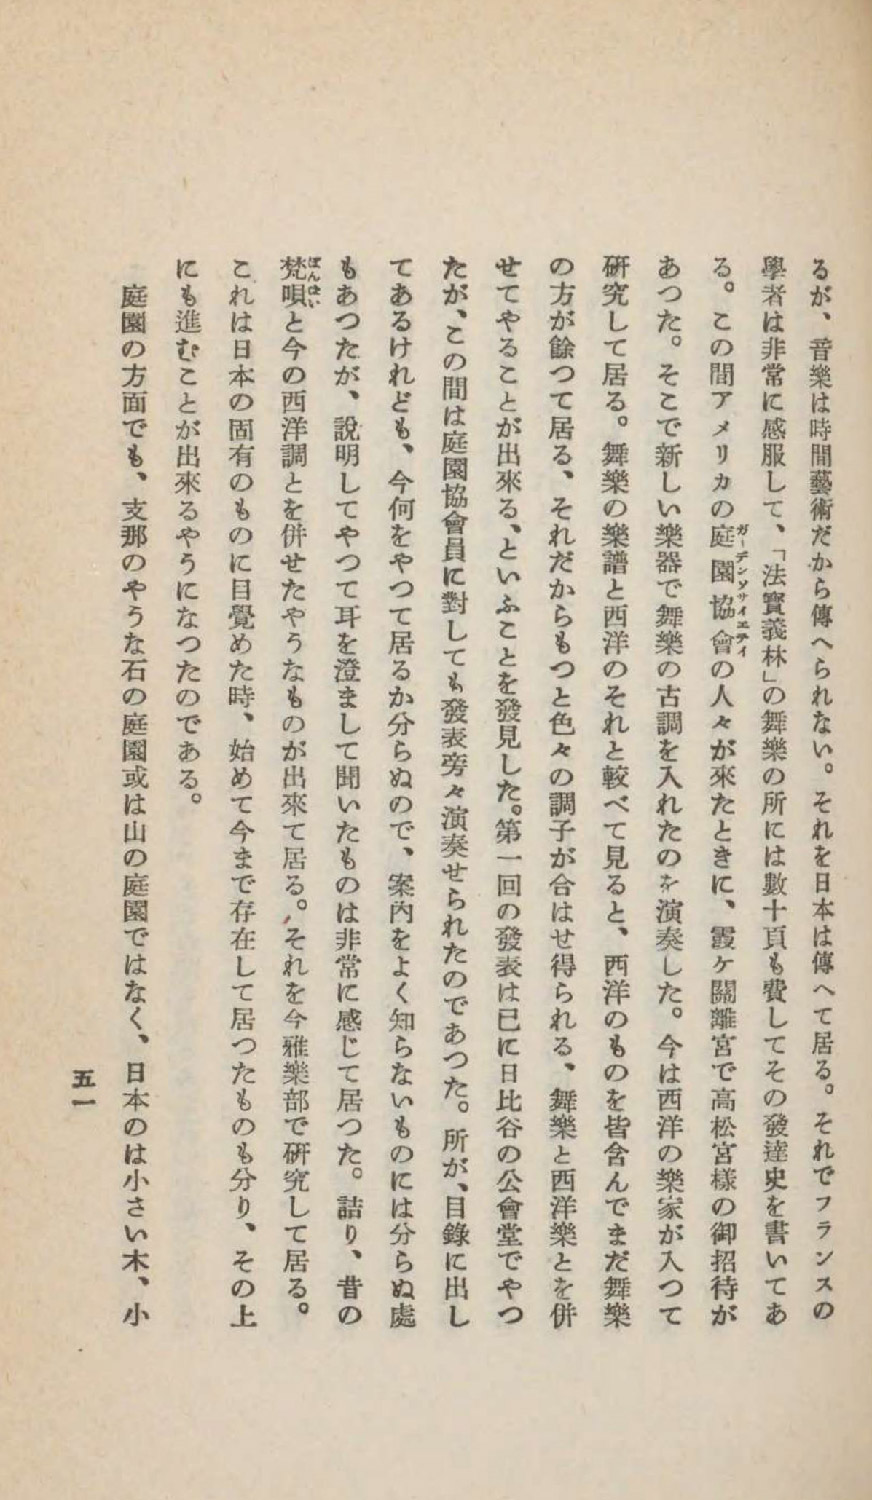 るが、音樂は時間藝術だから傳へられない。それを日本は傳へて居る。それでフランスの
學者は非常に感服して、「法寶義林」の舞樂の所には數十頁も費してその發達史を書いてあ
る。この間アメリカの庭園協會の人々が來たときに、霞ケ關離宮で高松宮樣の御招待が
ガーデンソサイエティ
あつた。そこで新しい樂器で舞樂の古調を入れたのを演奏した。今は西洋の樂家が入つて
硏究して居る。舞樂の樂譜と西洋のそれと較べて見ると、西洋のものを皆含んでまだ舞樂
の方が餘つて居る、それだからもつと色々の調子が合はせ得られる、舞樂と西洋樂とを併
せてやることが出來る、といふことを發見した。第一回の發表は已に日比谷の公會堂でやつ
たが、この間は庭園協會員に對しても發表旁々演奏せられたのであつた。所が、目錄に出し
てあるけれども、今何をやつて居るか分らぬので、案內をよく知らないものには分らぬ處
もあつたが、說明してやつて耳を澄まして聞いたものは非常に感じて居つた。詰り、昔の
梵唄と今の西洋調とを併せたやうなものが出來て居る。それを今雅樂部で硏究して居る。
ぼんばい
これは日本の固有のものに目覺めた時、始めて今まで存在して居つたものも分り、その上
にも進むことが出來るやうになつたのである。
庭園の方面でも、支那のやうな石の庭園或は山の庭園ではなく、日本のは小さい木、小
五一